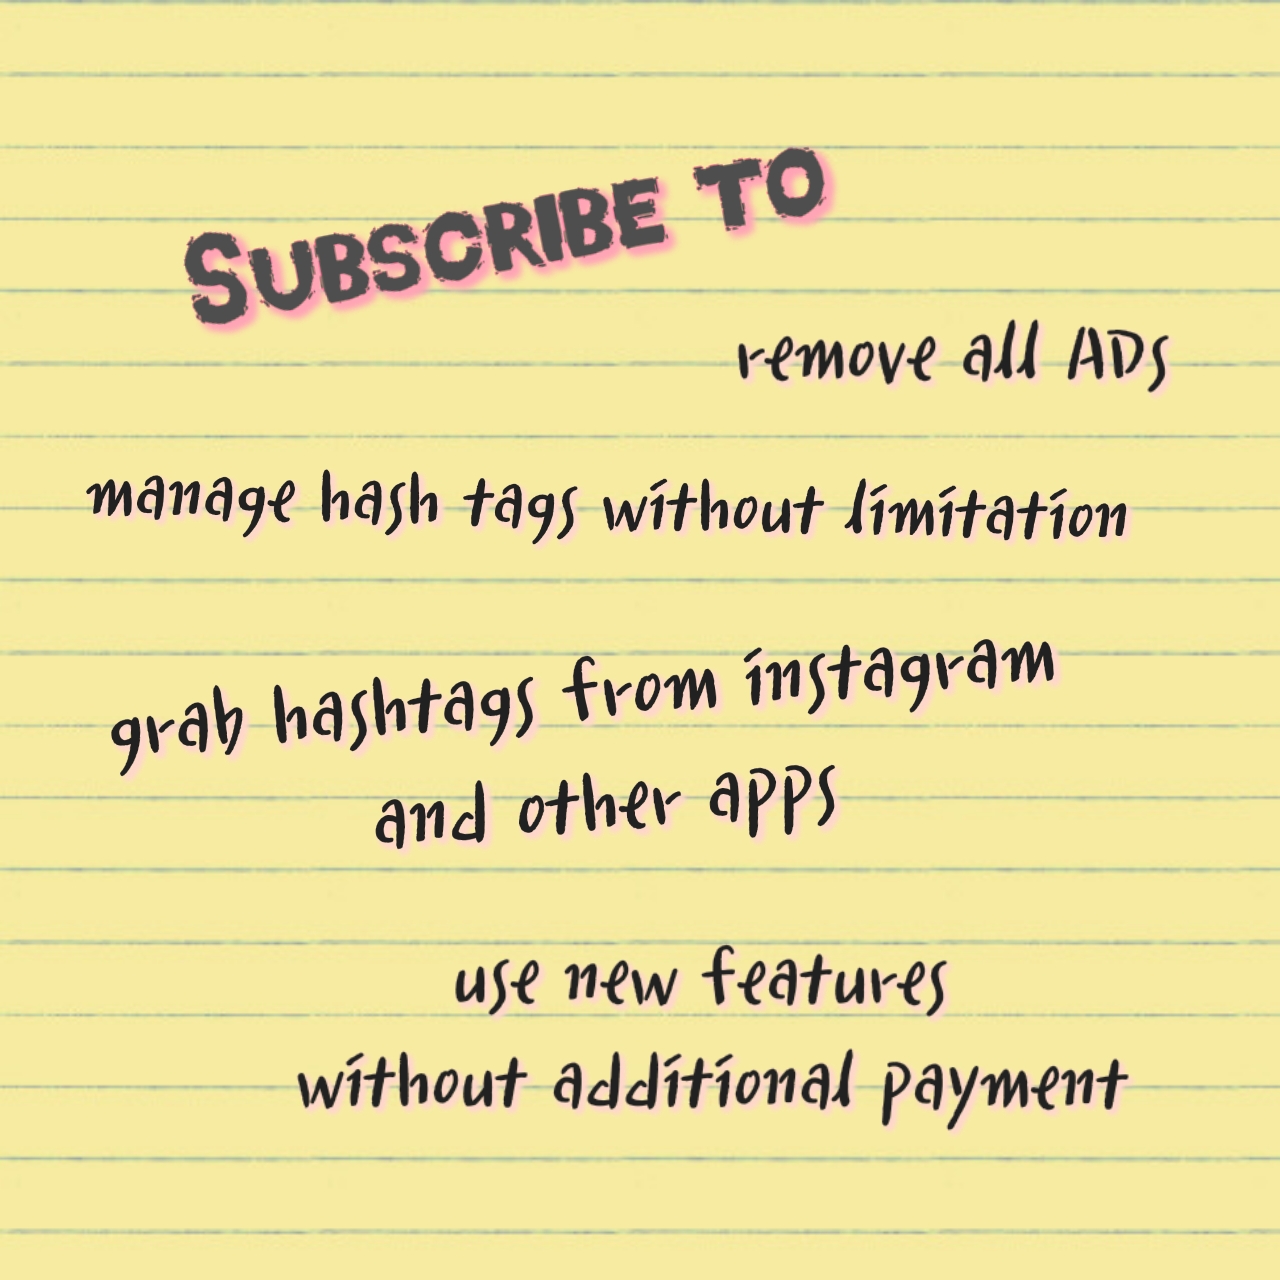 SUBSCRIBE TO
remove all ADs
manage hash tags without limitation
grab hashtags from instagram
and other apps
use new features
without additional payment